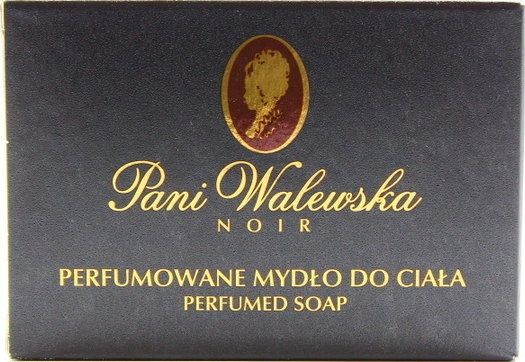 Pani Walewska
NOIR
PERFUMOWANE MYDŁO DO CIAŁA
PERFUMED SOAP